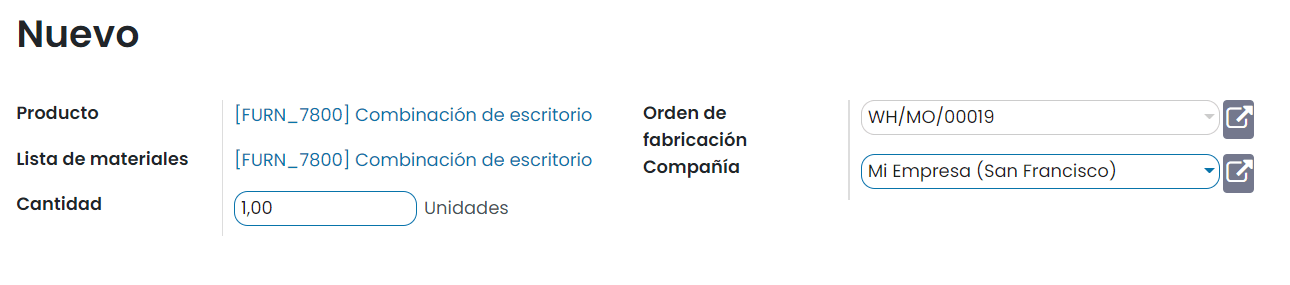 Nuevo
Producto
[FURN_7800] Combinación de escritorio
Lista de materiales
[FURN_7800] Combinación de escritorio
Cantidad
1,00 Unidades
Orden de
fabricación
WH/MO/00019
Compañía
Mi Empresa (San Francisco)